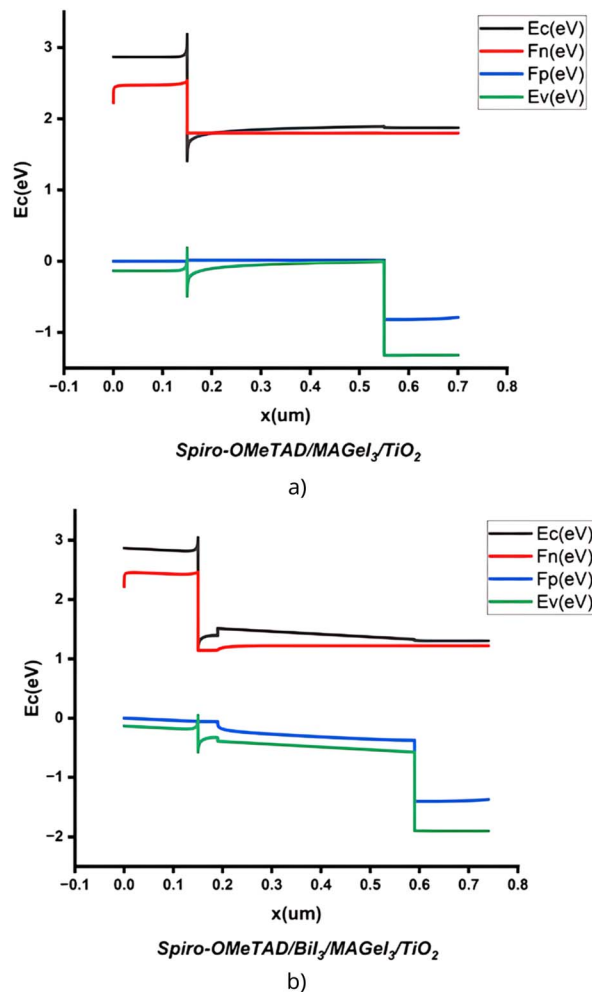 3
2
1
0
−1
Ec(eV)
−0.1 0.0 0.1 0.2 0.3 0.4 0.5 0.6 0.7 0.8
x(um)
Ec(eV)
Fn(eV)
Fp(eV)
Ev(eV)
Spiro-OMeTAD/MAGeI₃/TiO₂
a)
3
2
1
0
−1
−2
Ec(eV)
−0.1 0.0 0.1 0.2 0.3 0.4 0.5 0.6 0.7 0.8
x(um)
Ec(eV)
Fn(eV)
Fp(eV)
Ev(eV)
Spiro-OMeTAD/BiI₃/MAGeI₃/TiO₂
b)